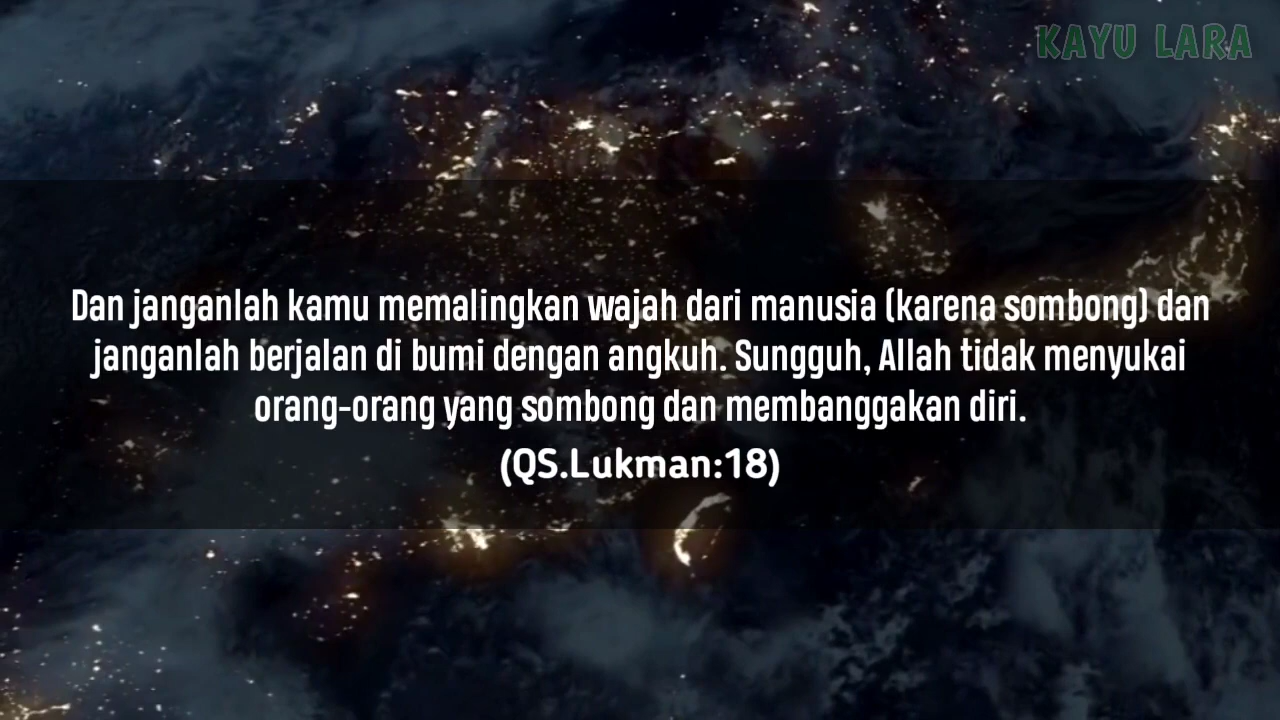 KAYU LARA
Dan janganlah kamu memalingkan wajah dari manusia (karena sombong) dan
janganlah berjalan di bumi dengan angkuh. Sungguh, Allah tidak menyukai
orang-orang yang sombong dan membanggakan diri.
(QS.Lukman:18)